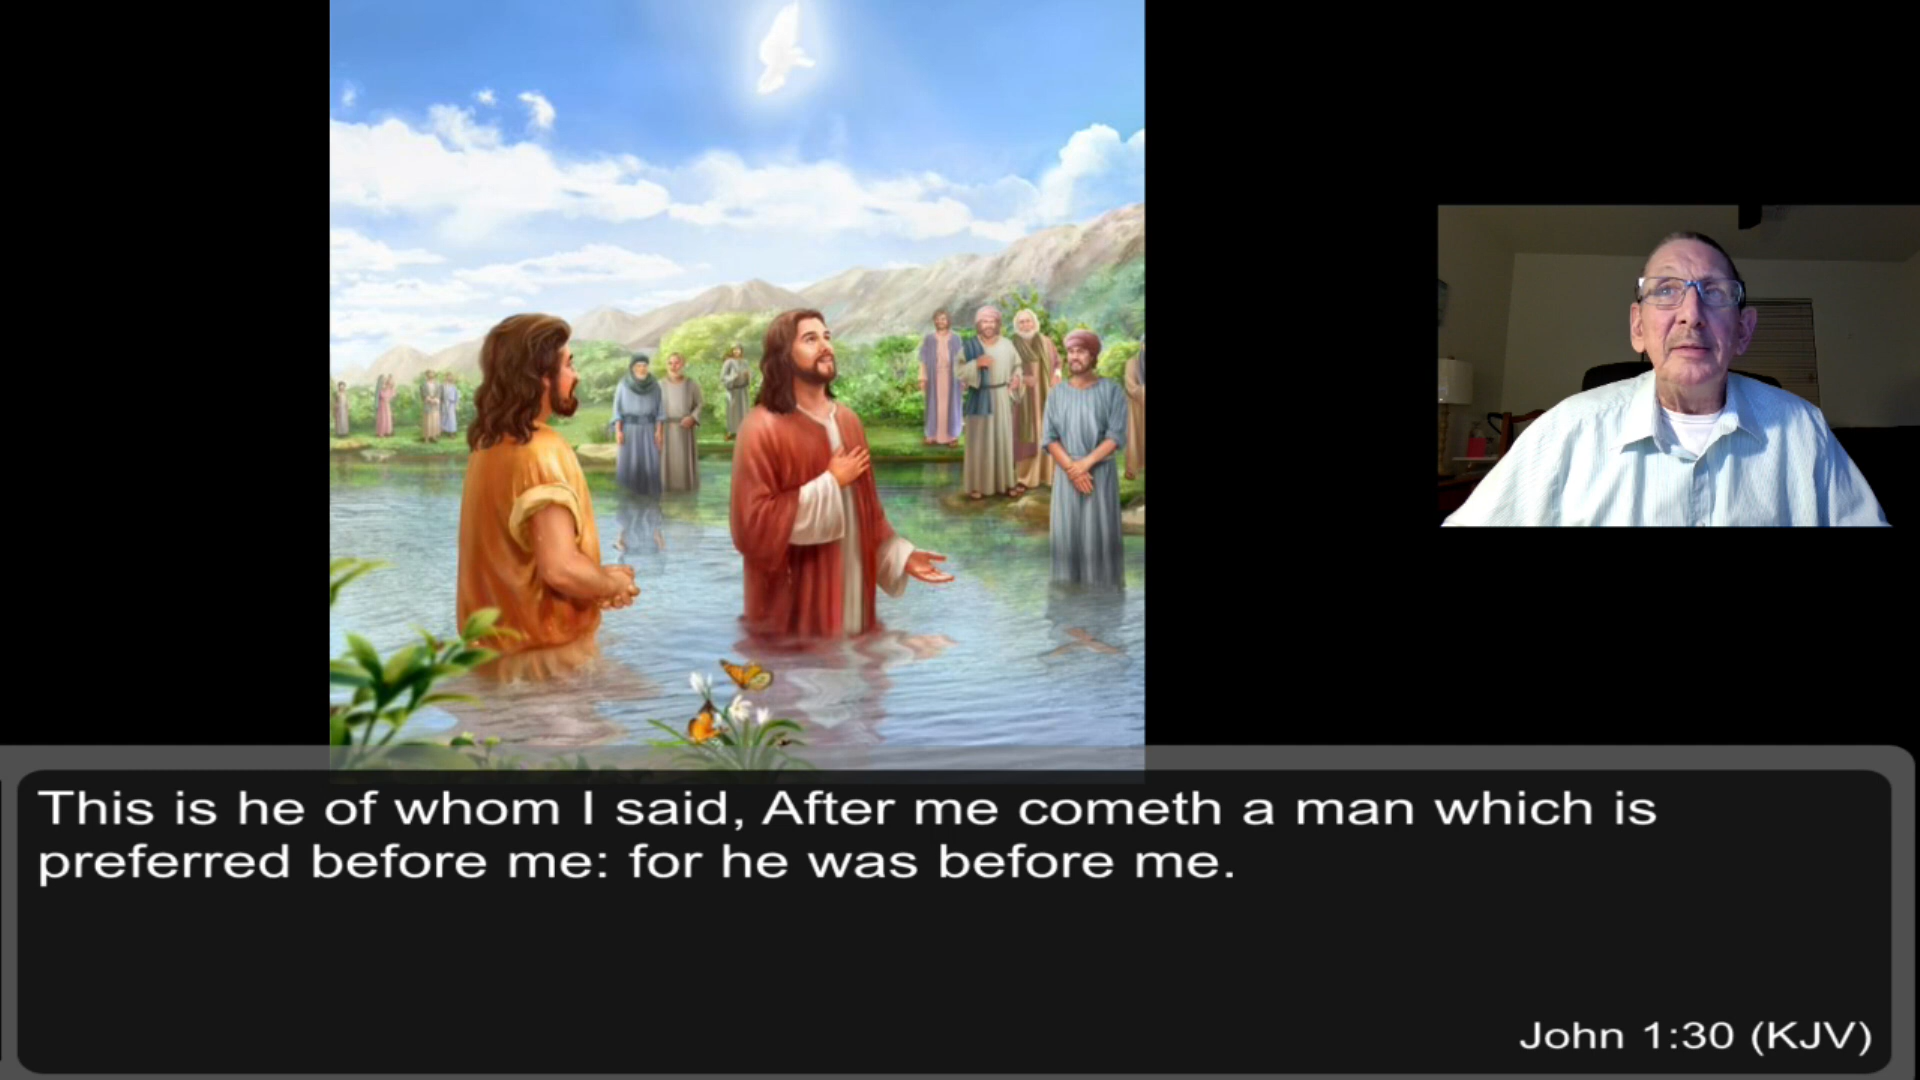 This is he of whom I said, After me cometh a man which is
preferred before me: for he was before me.
John 1:30 (KJV)